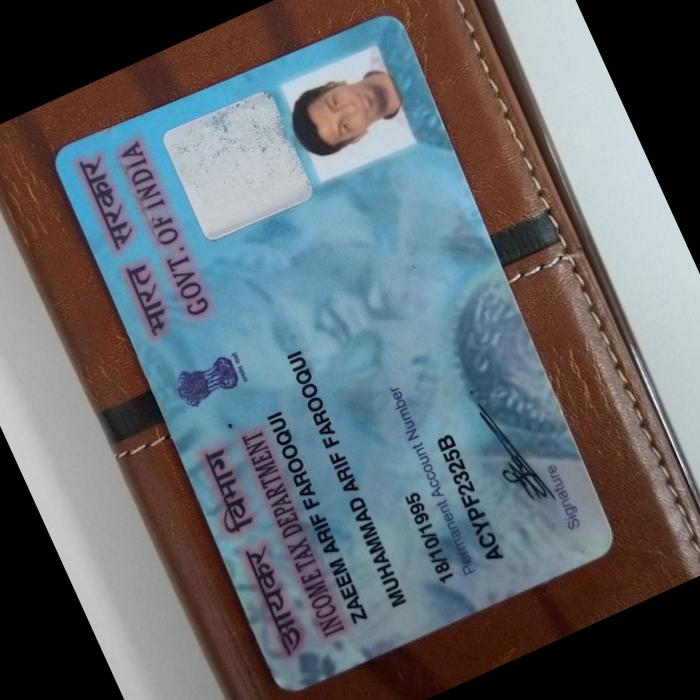 आयकर विभाग
INCOME TAX DEPARTMENT
भारत सरकार
GOVT. OF INDIA
ZAEEM ARIF FAROOQUI
MUHAMMAD ARIF FAROOQUI
18/10/1995
Permanent Account Number
ACYPF2325B
Signature